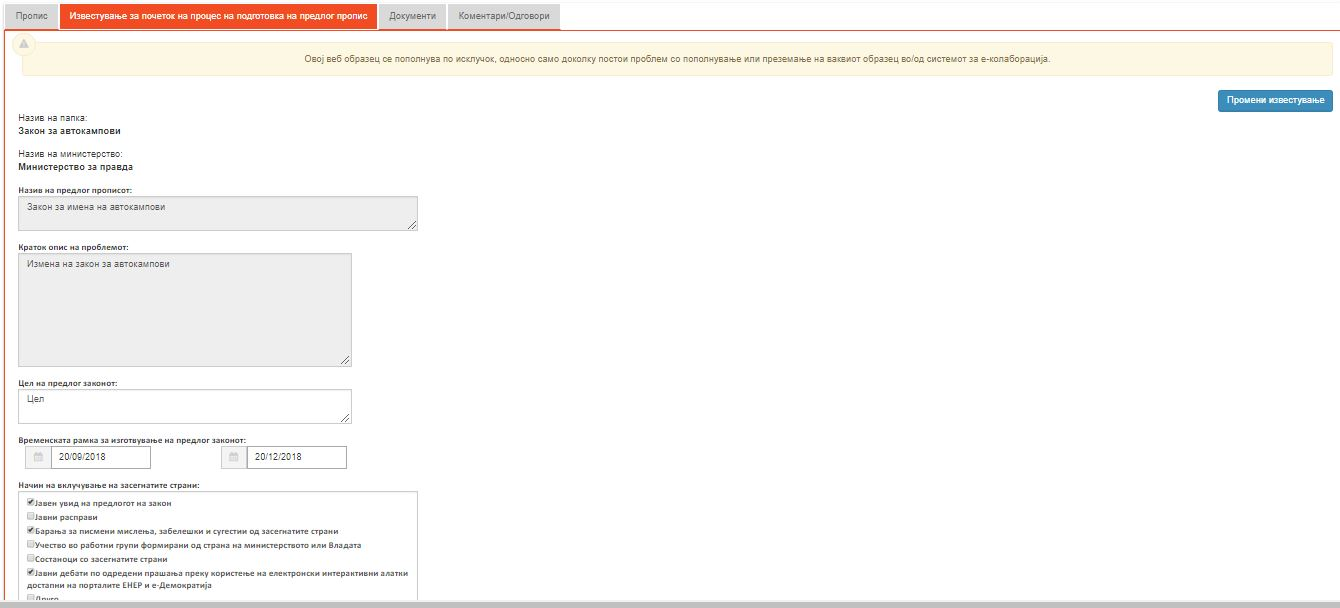 Пропис
Известување за почеток на процес на подготовка на предлог пропис
Документи
Коментари/Одговори
Овој веб образец се пополнува по исклучок, односно само доколку постои проблем со пополнување или преземање на ваквиот образец во/од системот за е-колаборација.
Промени известување
Назив на папка:
Закон за автокампови
Назив на министерство:
Министерство за правда
Назив на предлог прописот:
Закон за имена на автокампови
Краток опис на проблемот:
Измена на закон за автокампови
Цел на предлог законот:
Цел
Временската рамка за изготвување на предлог законот:
20/09/2018
20/12/2018
Начин на вклучување на засегнатите страни:
Јавен увид на предлогот на закон
Јавни расправи
Барања за писмени мислења, забелешки и сугестии од засегнатите страни
Учество во работни групи формирани од страна на министерството или Владата
Состаноци со засегнатите страни
Јавни дебати по одредени прашања преку користење на електронски интерактивни алатки
достапни на порталите ЕНЕР и е-Демократија
Друго